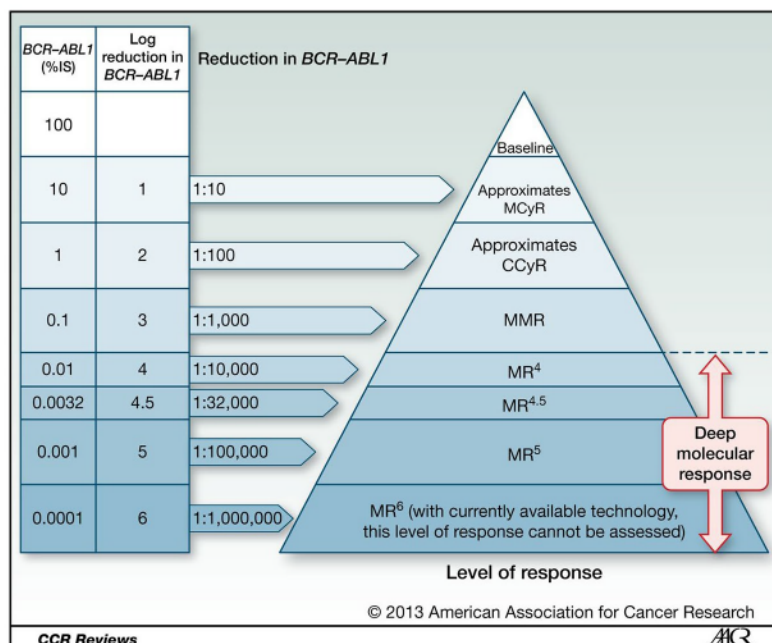 BCR–ABL1
(%IS)
Log
reduction in
BCR–ABL1
Reduction in BCR–ABL1
100
Baseline
10
1
1:10
Approximates
MCyR
1
2
1:100
Approximates
CCyR
0.1
3
1:1,000
MMR
0.01
4
1:10,000
MR⁴
0.0032
4.5
1:32,000
MR⁴·⁵
0.001
5
1:100,000
MR⁵
Deep
molecular
response
0.0001
6
1:1,000,000
MR⁶ (with currently available technology,
this level of response cannot be assessed)
Level of response
© 2013 American Association for Cancer Research
CCR Reviews
AACR